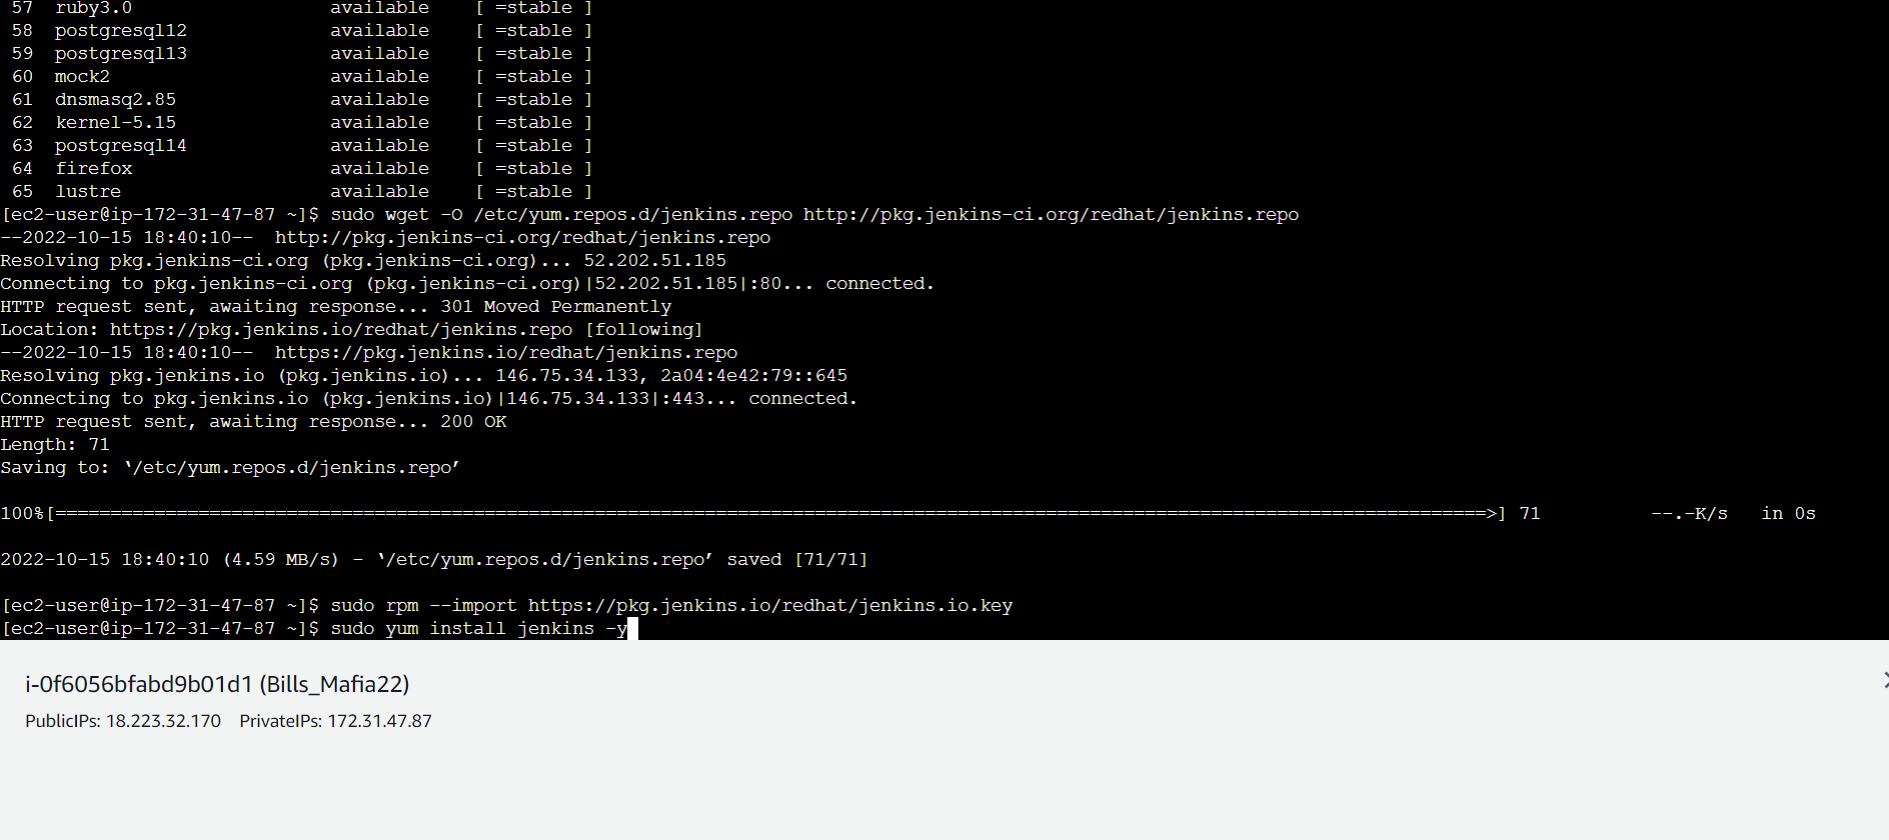 57 ruby3.0 available [ =stable ]
58 postgresql12 available [ =stable ]
59 postgresql13 available [ =stable ]
60 mock2 available [ =stable ]
61 dnsmasq2.85 available [ =stable ]
62 kernel-5.15 available [ =stable ]
63 postgresql14 available [ =stable ]
64 firefox available [ =stable ]
65 lustre available [ =stable ]
[ec2-user@ip-172-31-47-87 ~]$ sudo wget -O /etc/yum.repos.d/jenkins.repo http://pkg.jenkins-ci.org/redhat/jenkins.repo
--2022-10-15 18:40:10-- http://pkg.jenkins-ci.org/redhat/jenkins.repo
Resolving pkg.jenkins-ci.org (pkg.jenkins-ci.org)... 52.202.51.185
Connecting to pkg.jenkins-ci.org (pkg.jenkins-ci.org)|52.202.51.185|:80... connected.
HTTP request sent, awaiting response... 301 Moved Permanently
Location: https://pkg.jenkins.io/redhat/jenkins.repo [following]
--2022-10-15 18:40:10-- https://pkg.jenkins.io/redhat/jenkins.repo
Resolving pkg.jenkins.io (pkg.jenkins.io)... 146.75.34.133, 2a04:4e42:79::645
Connecting to pkg.jenkins.io (pkg.jenkins.io)|146.75.34.133|:443... connected.
HTTP request sent, awaiting response... 200 OK
Length: 71
Saving to: ‘/etc/yum.repos.d/jenkins.repo’
100%[==================================================================================================================================>] 71 --.-K/s in 0s
2022-10-15 18:40:10 (4.59 MB/s) - ‘/etc/yum.repos.d/jenkins.repo’ saved [71/71]
[ec2-user@ip-172-31-47-87 ~]$ sudo rpm --import https://pkg.jenkins.io/redhat/jenkins.io.key
[ec2-user@ip-172-31-47-87 ~]$ sudo yum install jenkins -y
i-0f6056bfabd9b01d1 (Bills_Mafia22)
PublicIPs: 18.223.32.170 PrivateIPs: 172.31.47.87